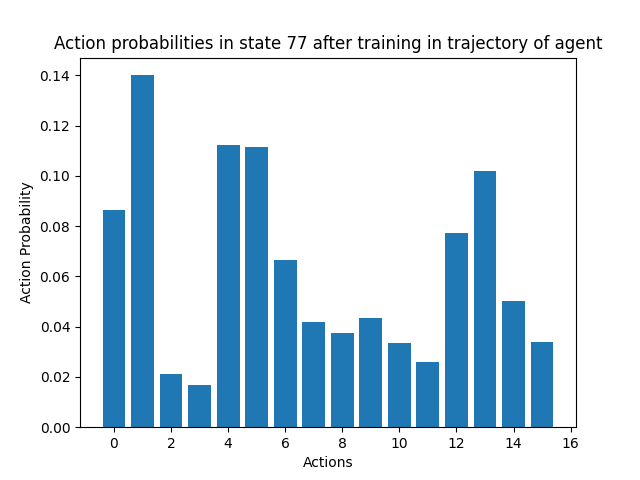 Action probabilities in state 77 after training in trajectory of agent
0.14
0.12
0.10
0.08
0.06
0.04
0.02
0.00
Action Probability
0 2 4 6 8 10 12 14 16
Actions